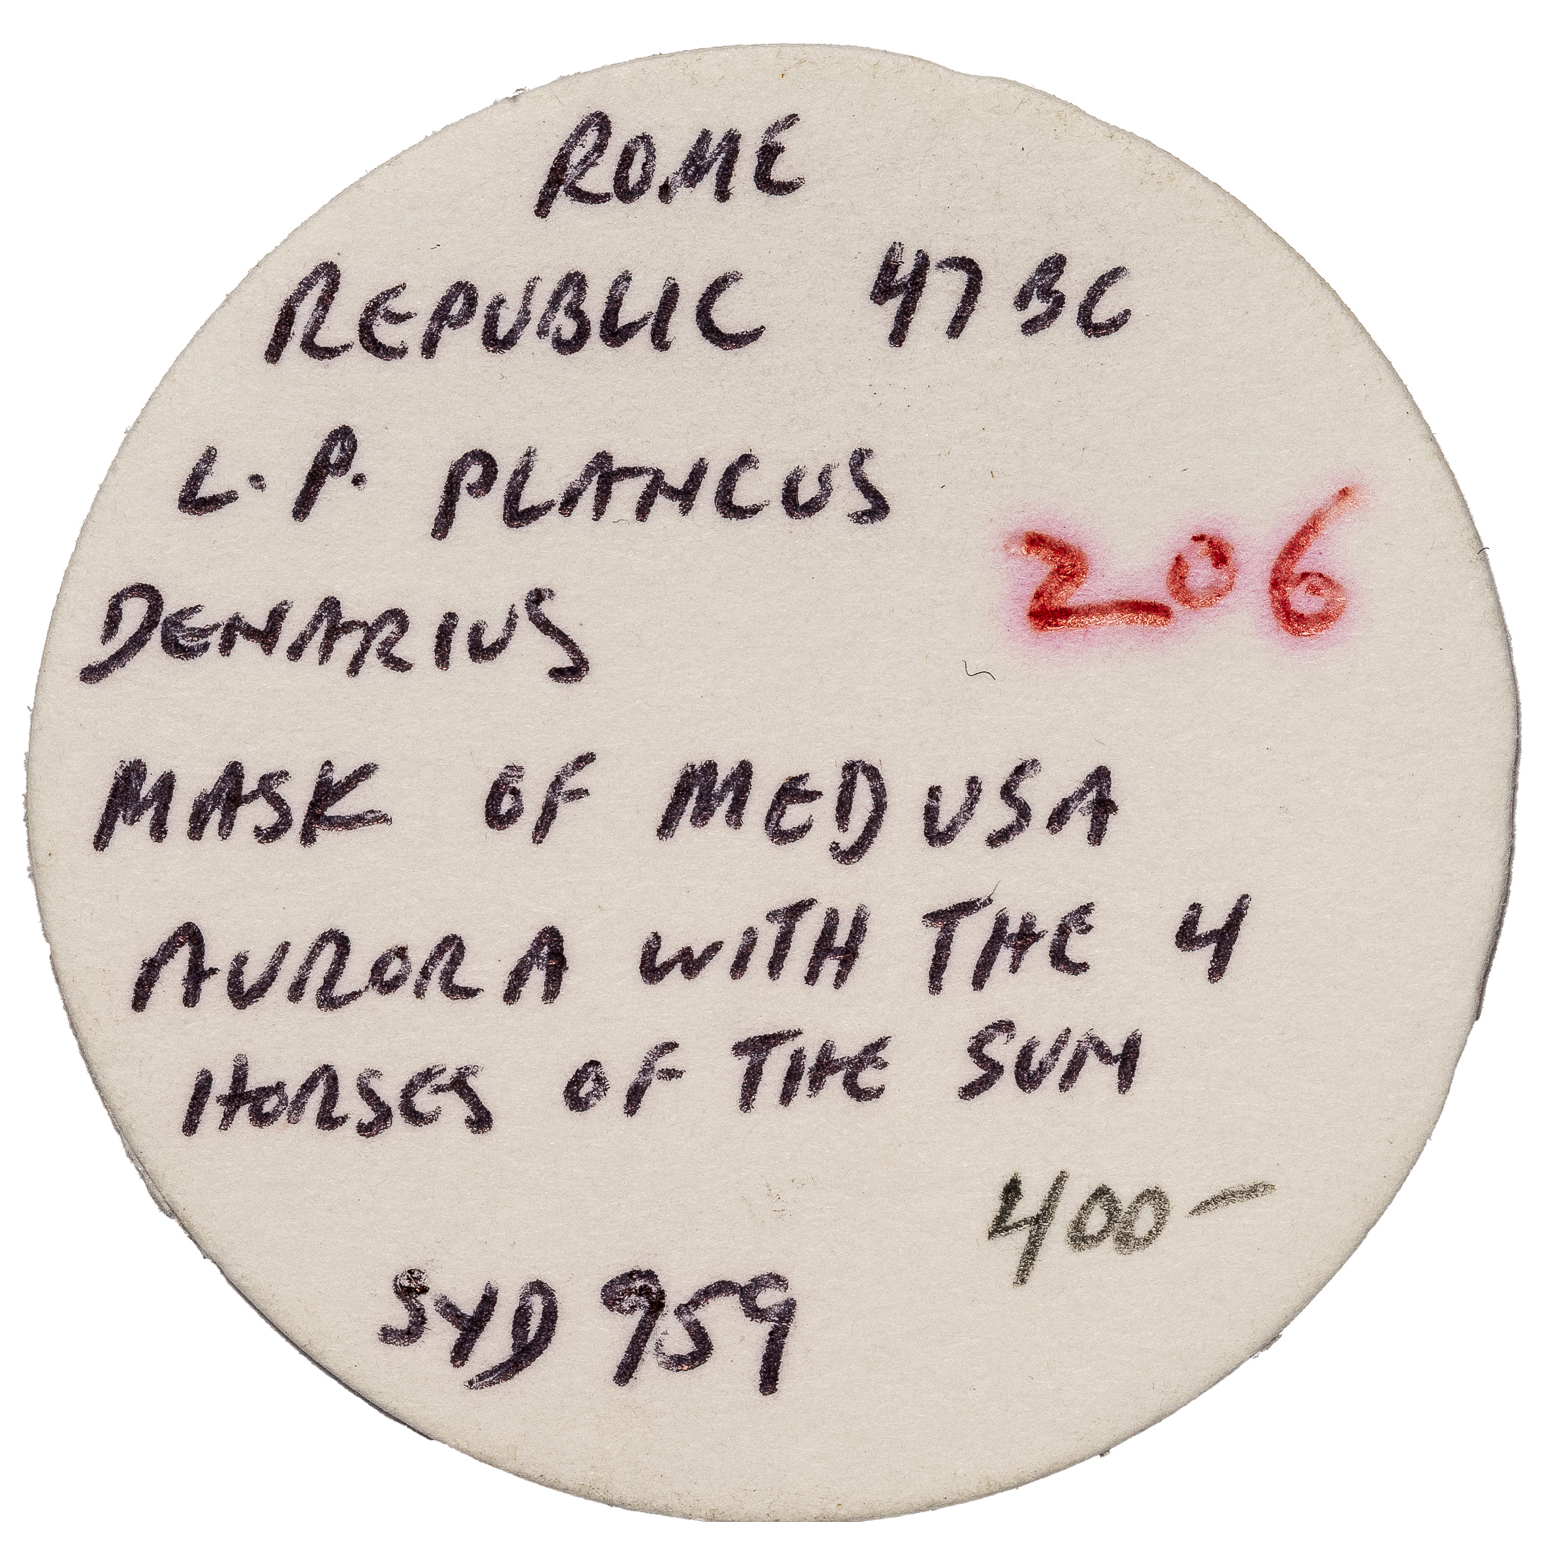 ROME
REPUBLIC 47 BC
L. P. PLANCUS
206
DENARIUS
MASK OF MEDUSA
AURORA WITH THE 4
HORSES OF THE SUN
400-
SYD 959